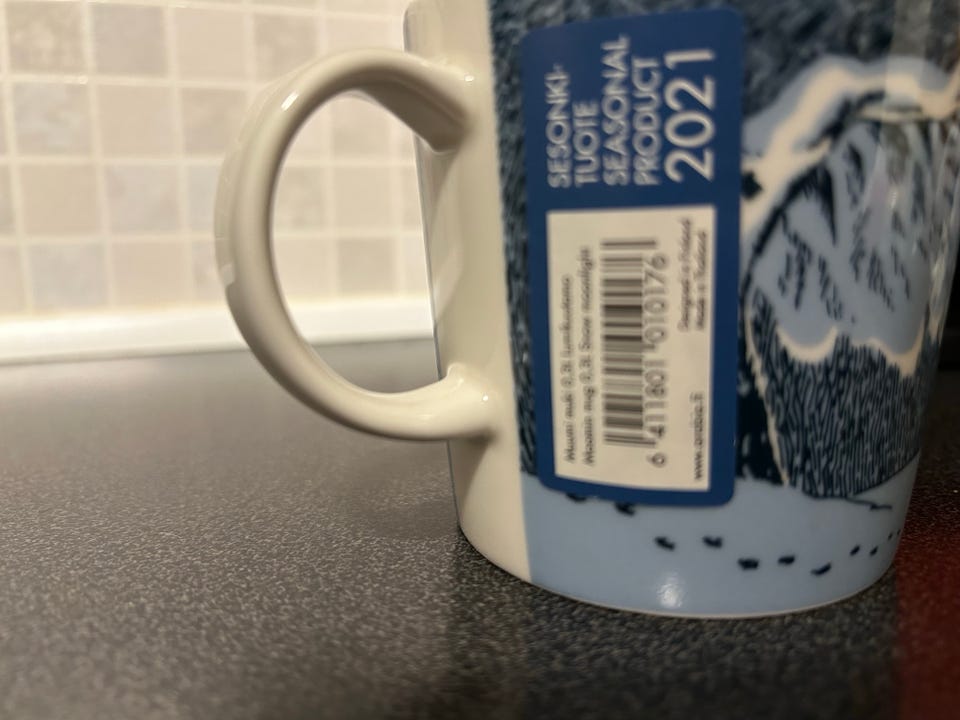 SESONKI-
TUOTE
SEASONAL
PRODUCT
2021
Muumi muki 0,3L Lumikuutamo
Moomin mug 0,3L Snow moonlight
6 411801 010176
Designed in Finland
Made in Thailand
www.arabia.fi